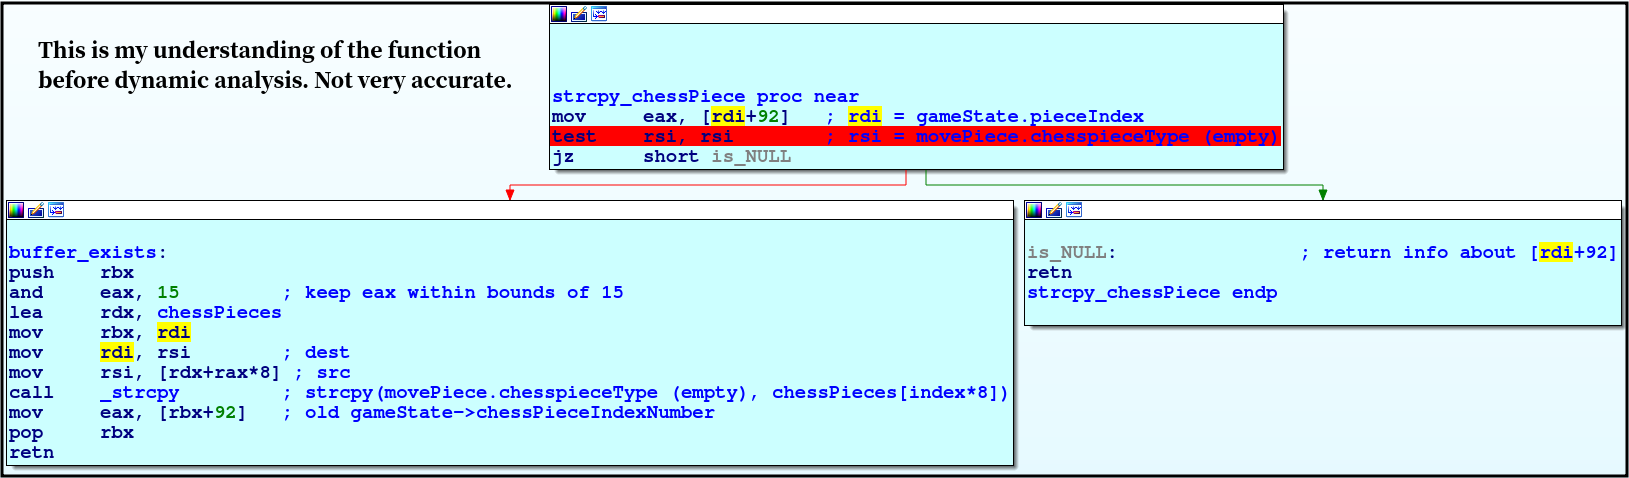 This is my understanding of the function
before dynamic analysis. Not very accurate.
strcpy_chessPiece proc near
mov     eax, [rdi+92]   ; rdi = gameState.pieceIndex
test    rsi, rsi        ; rsi = movePiece.chesspieceType (empty)
jz      short is_NULL
buffer_exists:
push    rbx
and     eax, 15         ; keep eax within bounds of 15
lea     rdx, chessPieces
mov     rbx, rdi
mov     rdi, rsi        ; dest
mov     rsi, [rdx+rax*8] ; src
call    _strcpy         ; strcpy(movePiece.chesspieceType (empty), chessPieces[index*8])
mov     eax, [rbx+92]   ; old gameState->chessPieceIndexNumber
pop     rbx
retn
is_NULL:                ; return info about [rdi+92]
retn
strcpy_chessPiece endp